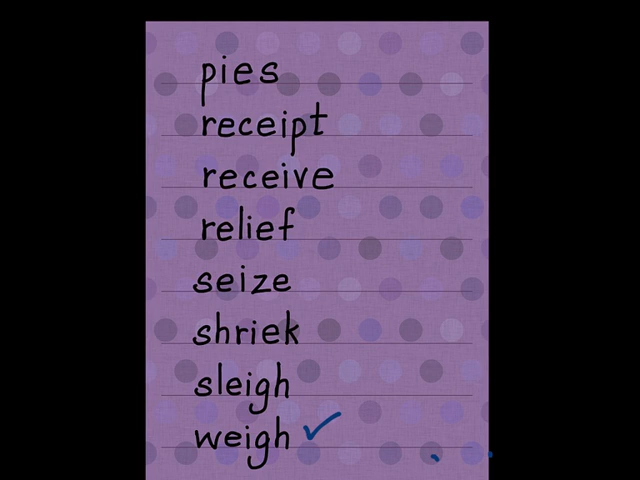 pies
receipt
receive
relief
seize
shriek
sleigh
weigh ✓